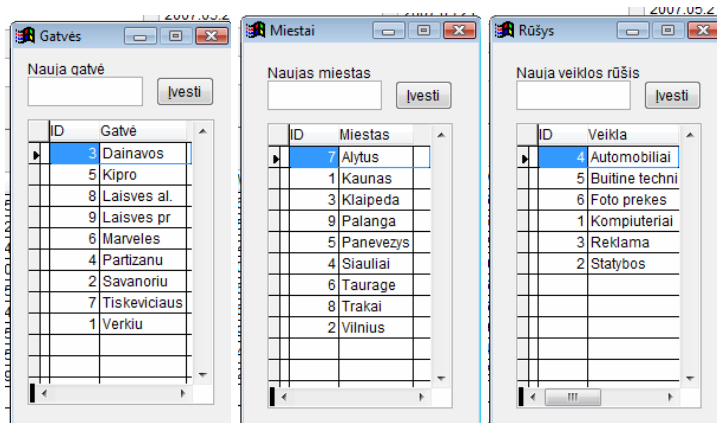 2007.05.2
Gatvės
Nauja gatvė
Įvesti
ID Gatvė
3 Dainavos
5 Kipro
8 Laisves al.
9 Laisves pr
6 Marveles
4 Partizanu
2 Savanoriu
7 Tiskeviciaus
1 Verkiu
Miestai
Naujas miestas
Įvesti
ID Miestas
7 Alytus
1 Kaunas
3 Klaipeda
9 Palanga
5 Panevezys
4 Siauliai
6 Taurage
8 Trakai
2 Vilnius
Rūšys
Nauja veiklos rūšis
Įvesti
ID Veikla
4 Automobiliai
5 Buitine techni
6 Foto prekes
1 Kompiuteriai
3 Reklama
2 Statybos